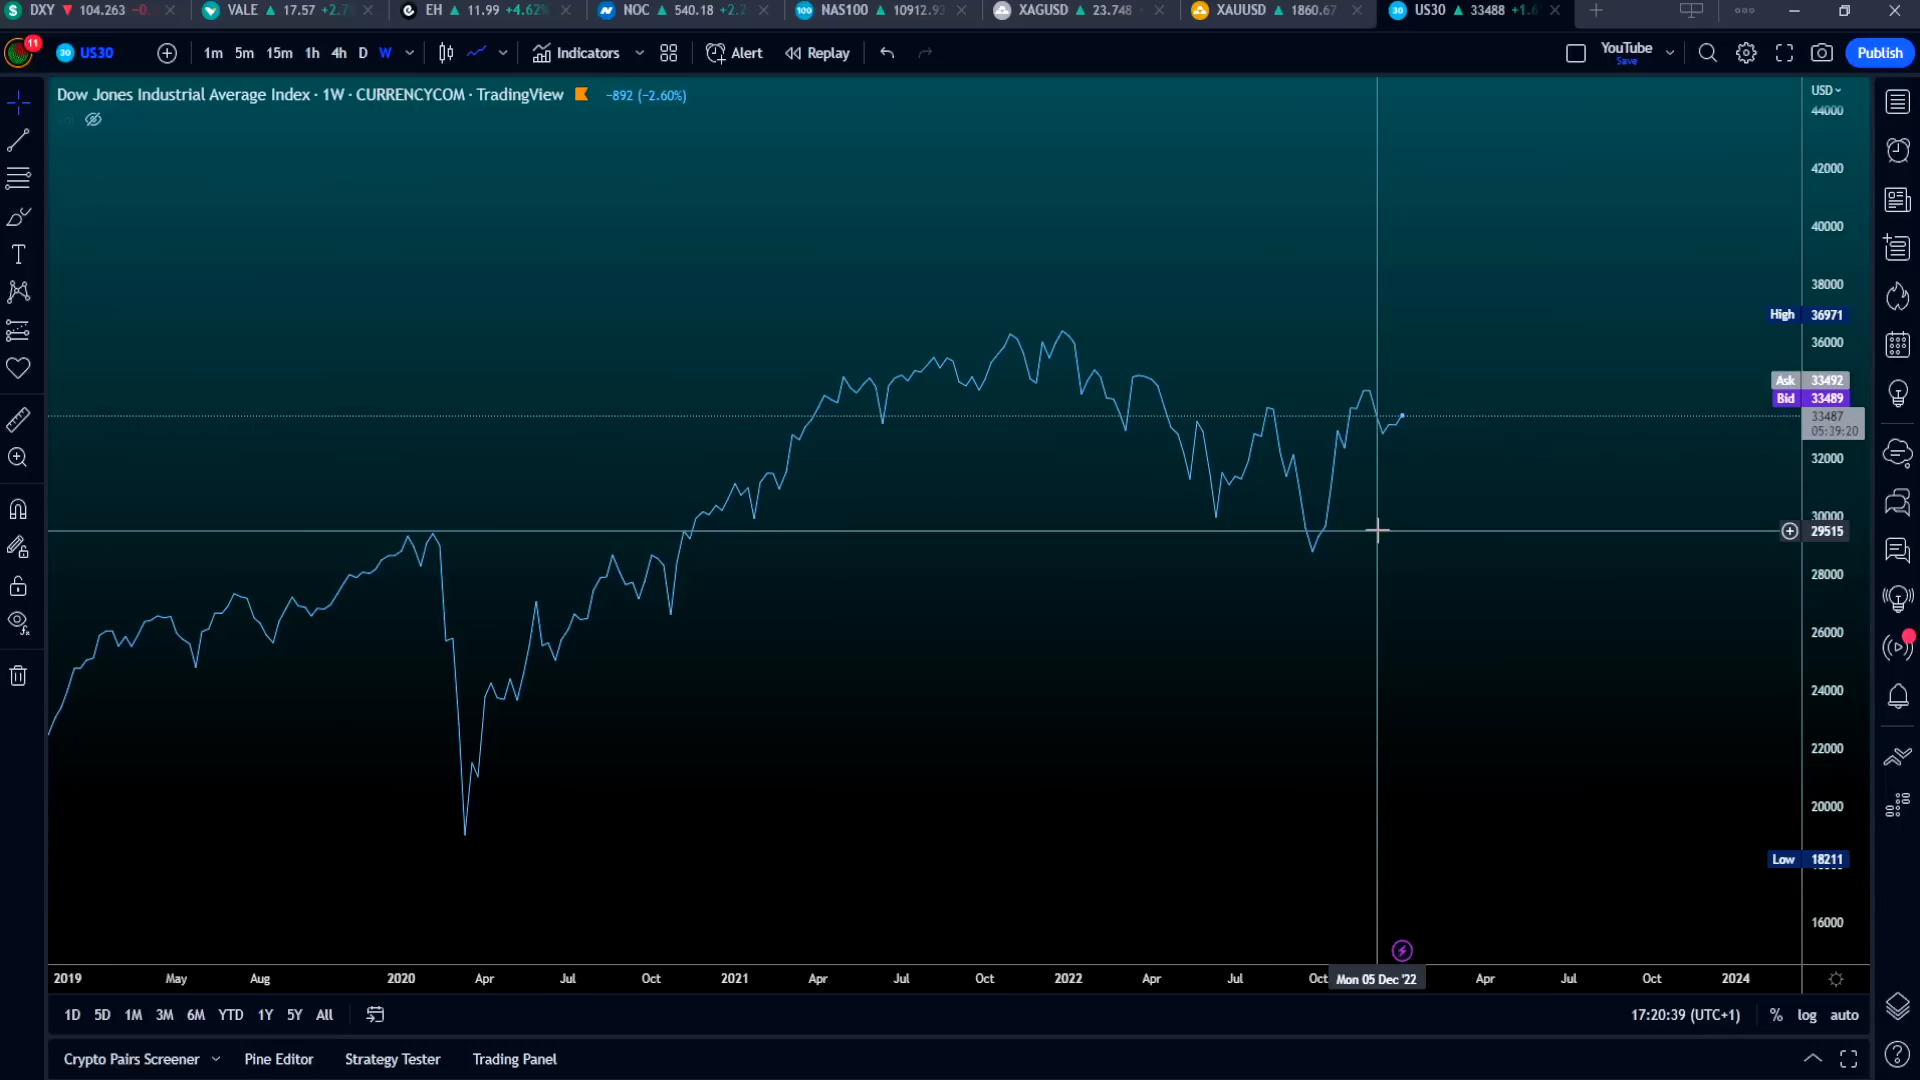 DXY 104.263 VALE 17.57 EH 11.99 +4.62% NOC 540.18 NAS100 10912.93 XAGUSD 23.748 XAUUSD 1860.67 US30 33488
11 30 US30 1m 5m 15m 1h 4h D W Indicators Alert Replay YouTube Save Publish
Dow Jones Industrial Average Index · 1W · CURRENCYCOM · TradingView −892 (−2.60%)
USD
44000
42000
40000
38000
High 36971
36000
Ask 33492
Bid 33489
33487
05:39:20
32000
30000
29515
28000
26000
24000
22000
20000
Low 18211
16000
2019 May Aug 2020 Apr Jul Oct 2021 Apr Jul Oct 2022 Apr Jul Oct Mon 05 Dec '22 Apr Jul Oct 2024
1D 5D 1M 3M 6M YTD 1Y 5Y All 17:20:39 (UTC+1) % log auto
Crypto Pairs Screener Pine Editor Strategy Tester Trading Panel